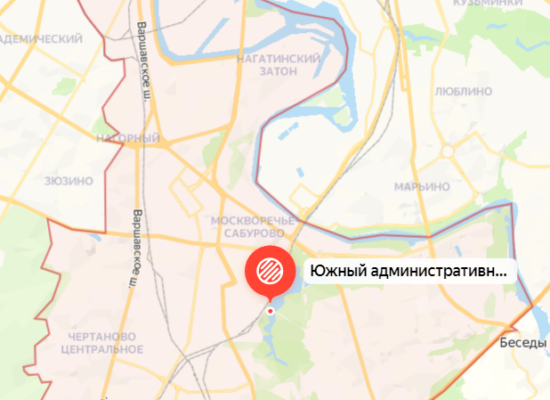 КУЗЬМИНКИ
АДЕМИЧЕСКИЙ
Варшавское ш.
НАГАТИНСКИЙ
ЗАТОН
ЛЮБЛИНО
НАГОРНЫЙ
ЗЮЗИНО
МАРЬИНО
Варшавское ш.
МОСКВОРЕЧЬЕ-
САБУРОВО
Южный административн...
ЧЕРТАНОВО
ЦЕНТРАЛЬНОЕ
Беседы